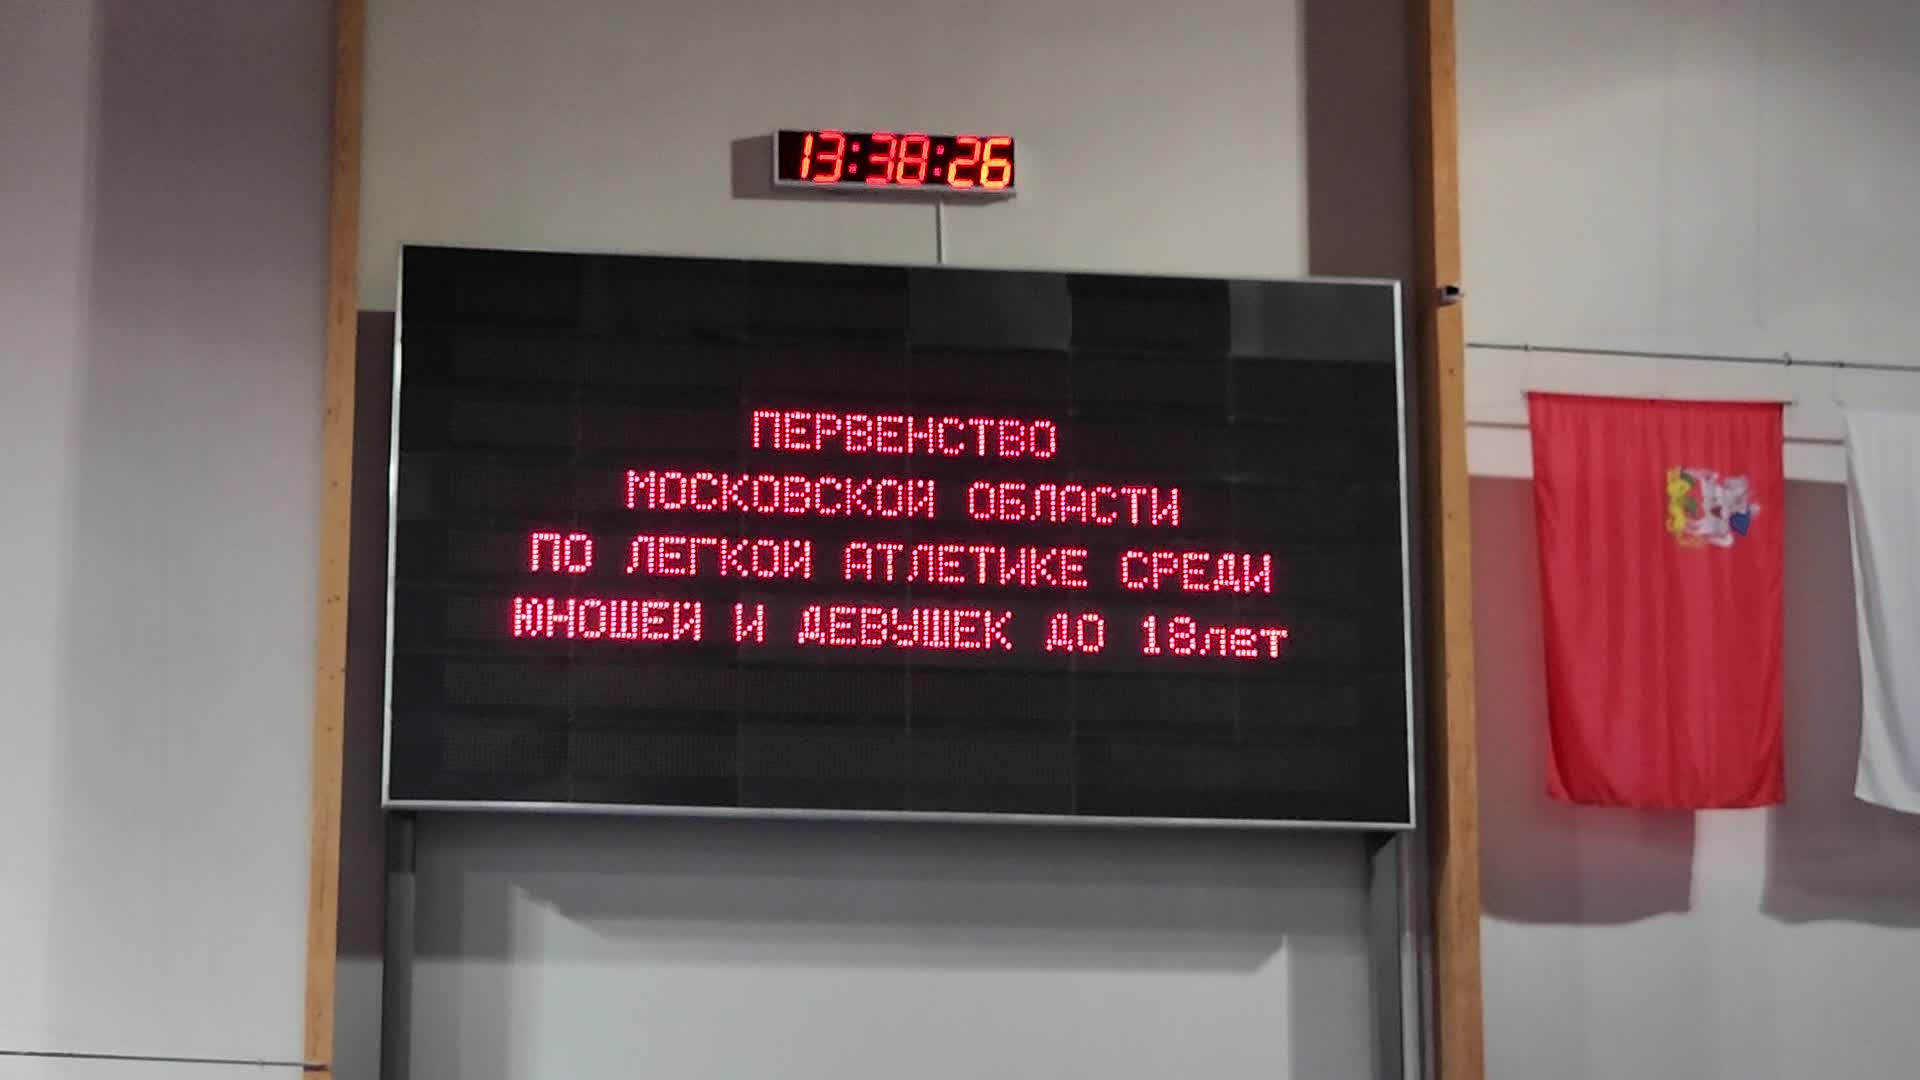 13:38:26
ПЕРВЕНСТВО
МОСКОВСКОЙ ОБЛАСТИ
ПО ЛЕГКОЙ АТЛЕТИКЕ СРЕДИ
ЮНОШЕЙ И ДЕВУШЕК ДО 18лет